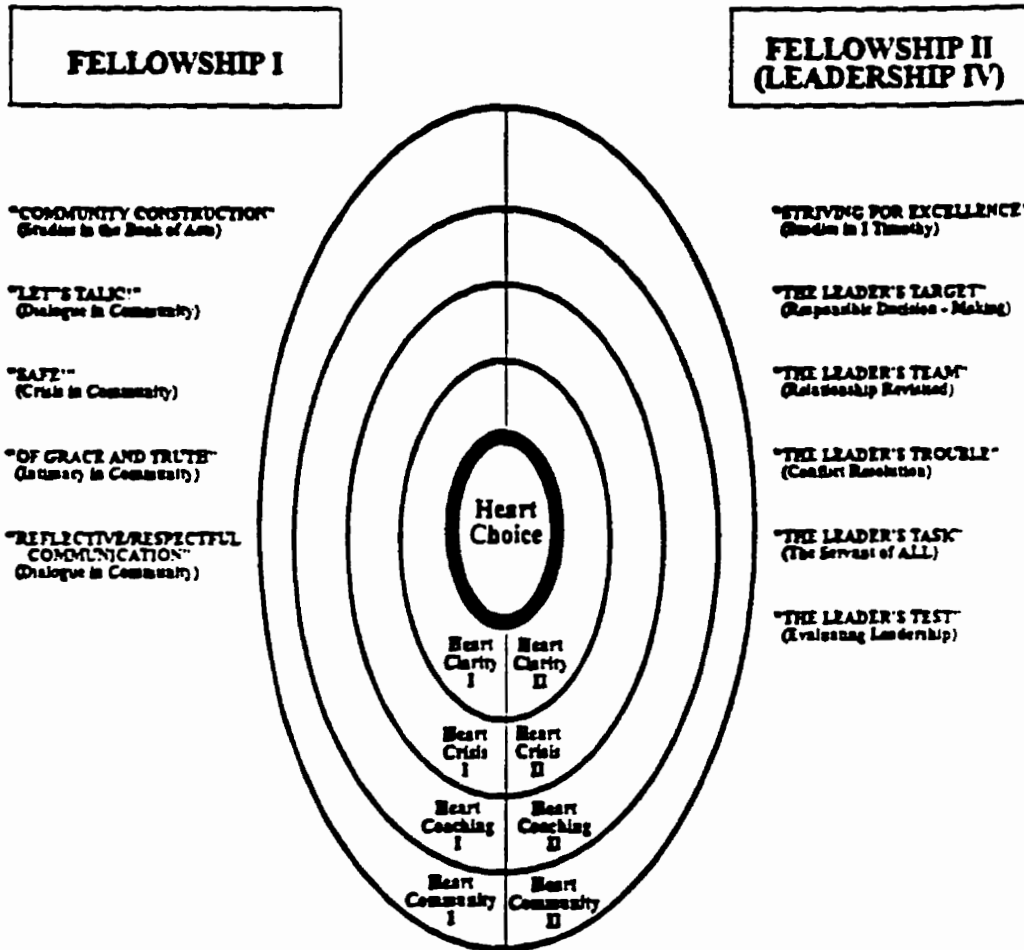 FELLOWSHIP I
FELLOWSHIP II
(LEADERSHIP IV)
"COMMUNITY CONSTRUCTION"
(Studies in the Book of Acts)
"LET'S TALK!"
(Dialogue in Community)
"SAFE"
(Crisis in Community)
"OF GRACE AND TRUTH"
(Intimacy in Community)
"REFLECTIVE/RESPECTFUL
COMMUNICATION"
(Dialogue in Community)
Heart
Choice
Heart
Clarity
I
Heart
Clarity
II
Heart
Crisis
I
Heart
Crisis
II
Heart
Coaching
I
Heart
Coaching
II
Heart
Community
I
Heart
Community
II
"STRIVING FOR EXCELLENCE"
(Studies in I Timothy)
"THE LEADER'S TARGET"
(Responsible Decision - Making)
"THE LEADER'S TEAM"
(Relationship Revisited)
"THE LEADER'S TROUBLE"
(Conflict Resolution)
"THE LEADER'S TASK"
(The Servant of ALL)
"THE LEADER'S TEST"
(Evaluating Leadership)